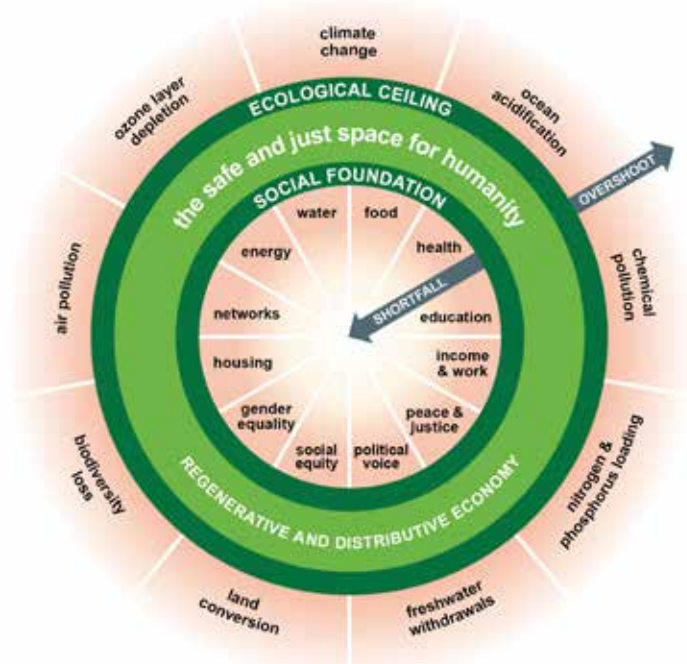 climate
change
ocean
acidification
OVERSHOOT
chemical
pollution
nitrogen &
phosphorus loading
freshwater
withdrawals
land
conversion
biodiversity
loss
air pollution
ozone layer
depletion
ECOLOGICAL CEILING
the safe and just space for humanity
SOCIAL FOUNDATION
water
food
health
SHORTFALL
education
income
& work
peace &
justice
political
voice
social
equity
gender
equality
housing
networks
energy
REGENERATIVE AND DISTRIBUTIVE ECONOMY